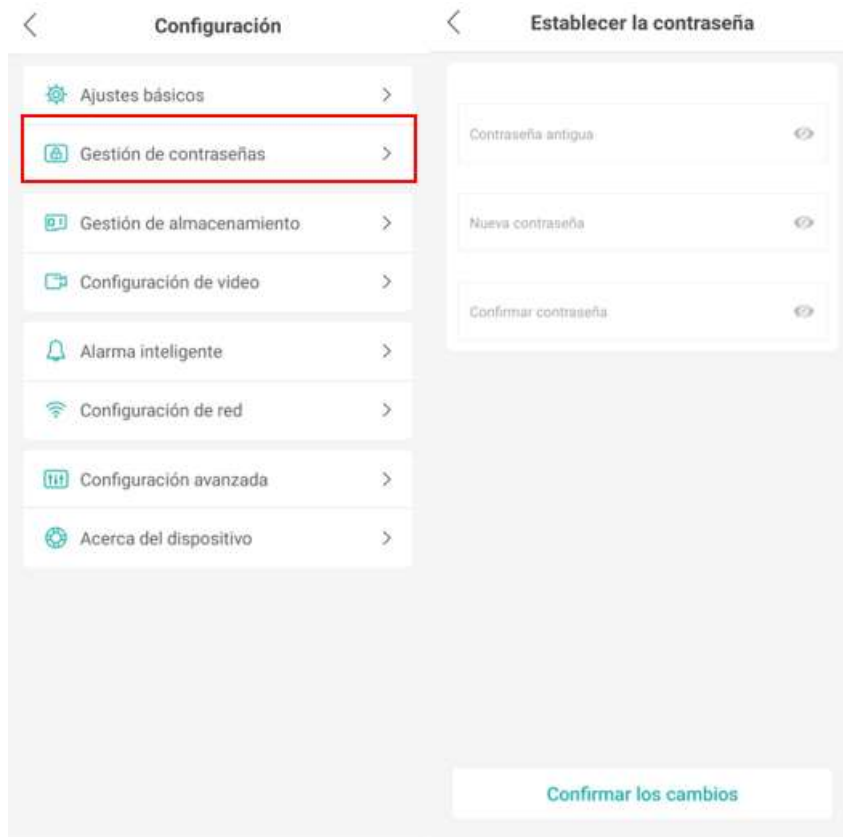 Configuración
Ajustes básicos
Gestión de contraseñas
Gestión de almacenamiento
Configuración de video
Alarma inteligente
Configuración de red
Configuración avanzada
Acerca del dispositivo
Establecer la contraseña
Contraseña antigua
Nueva contraseña
Confirmar contraseña
Confirmar los cambios